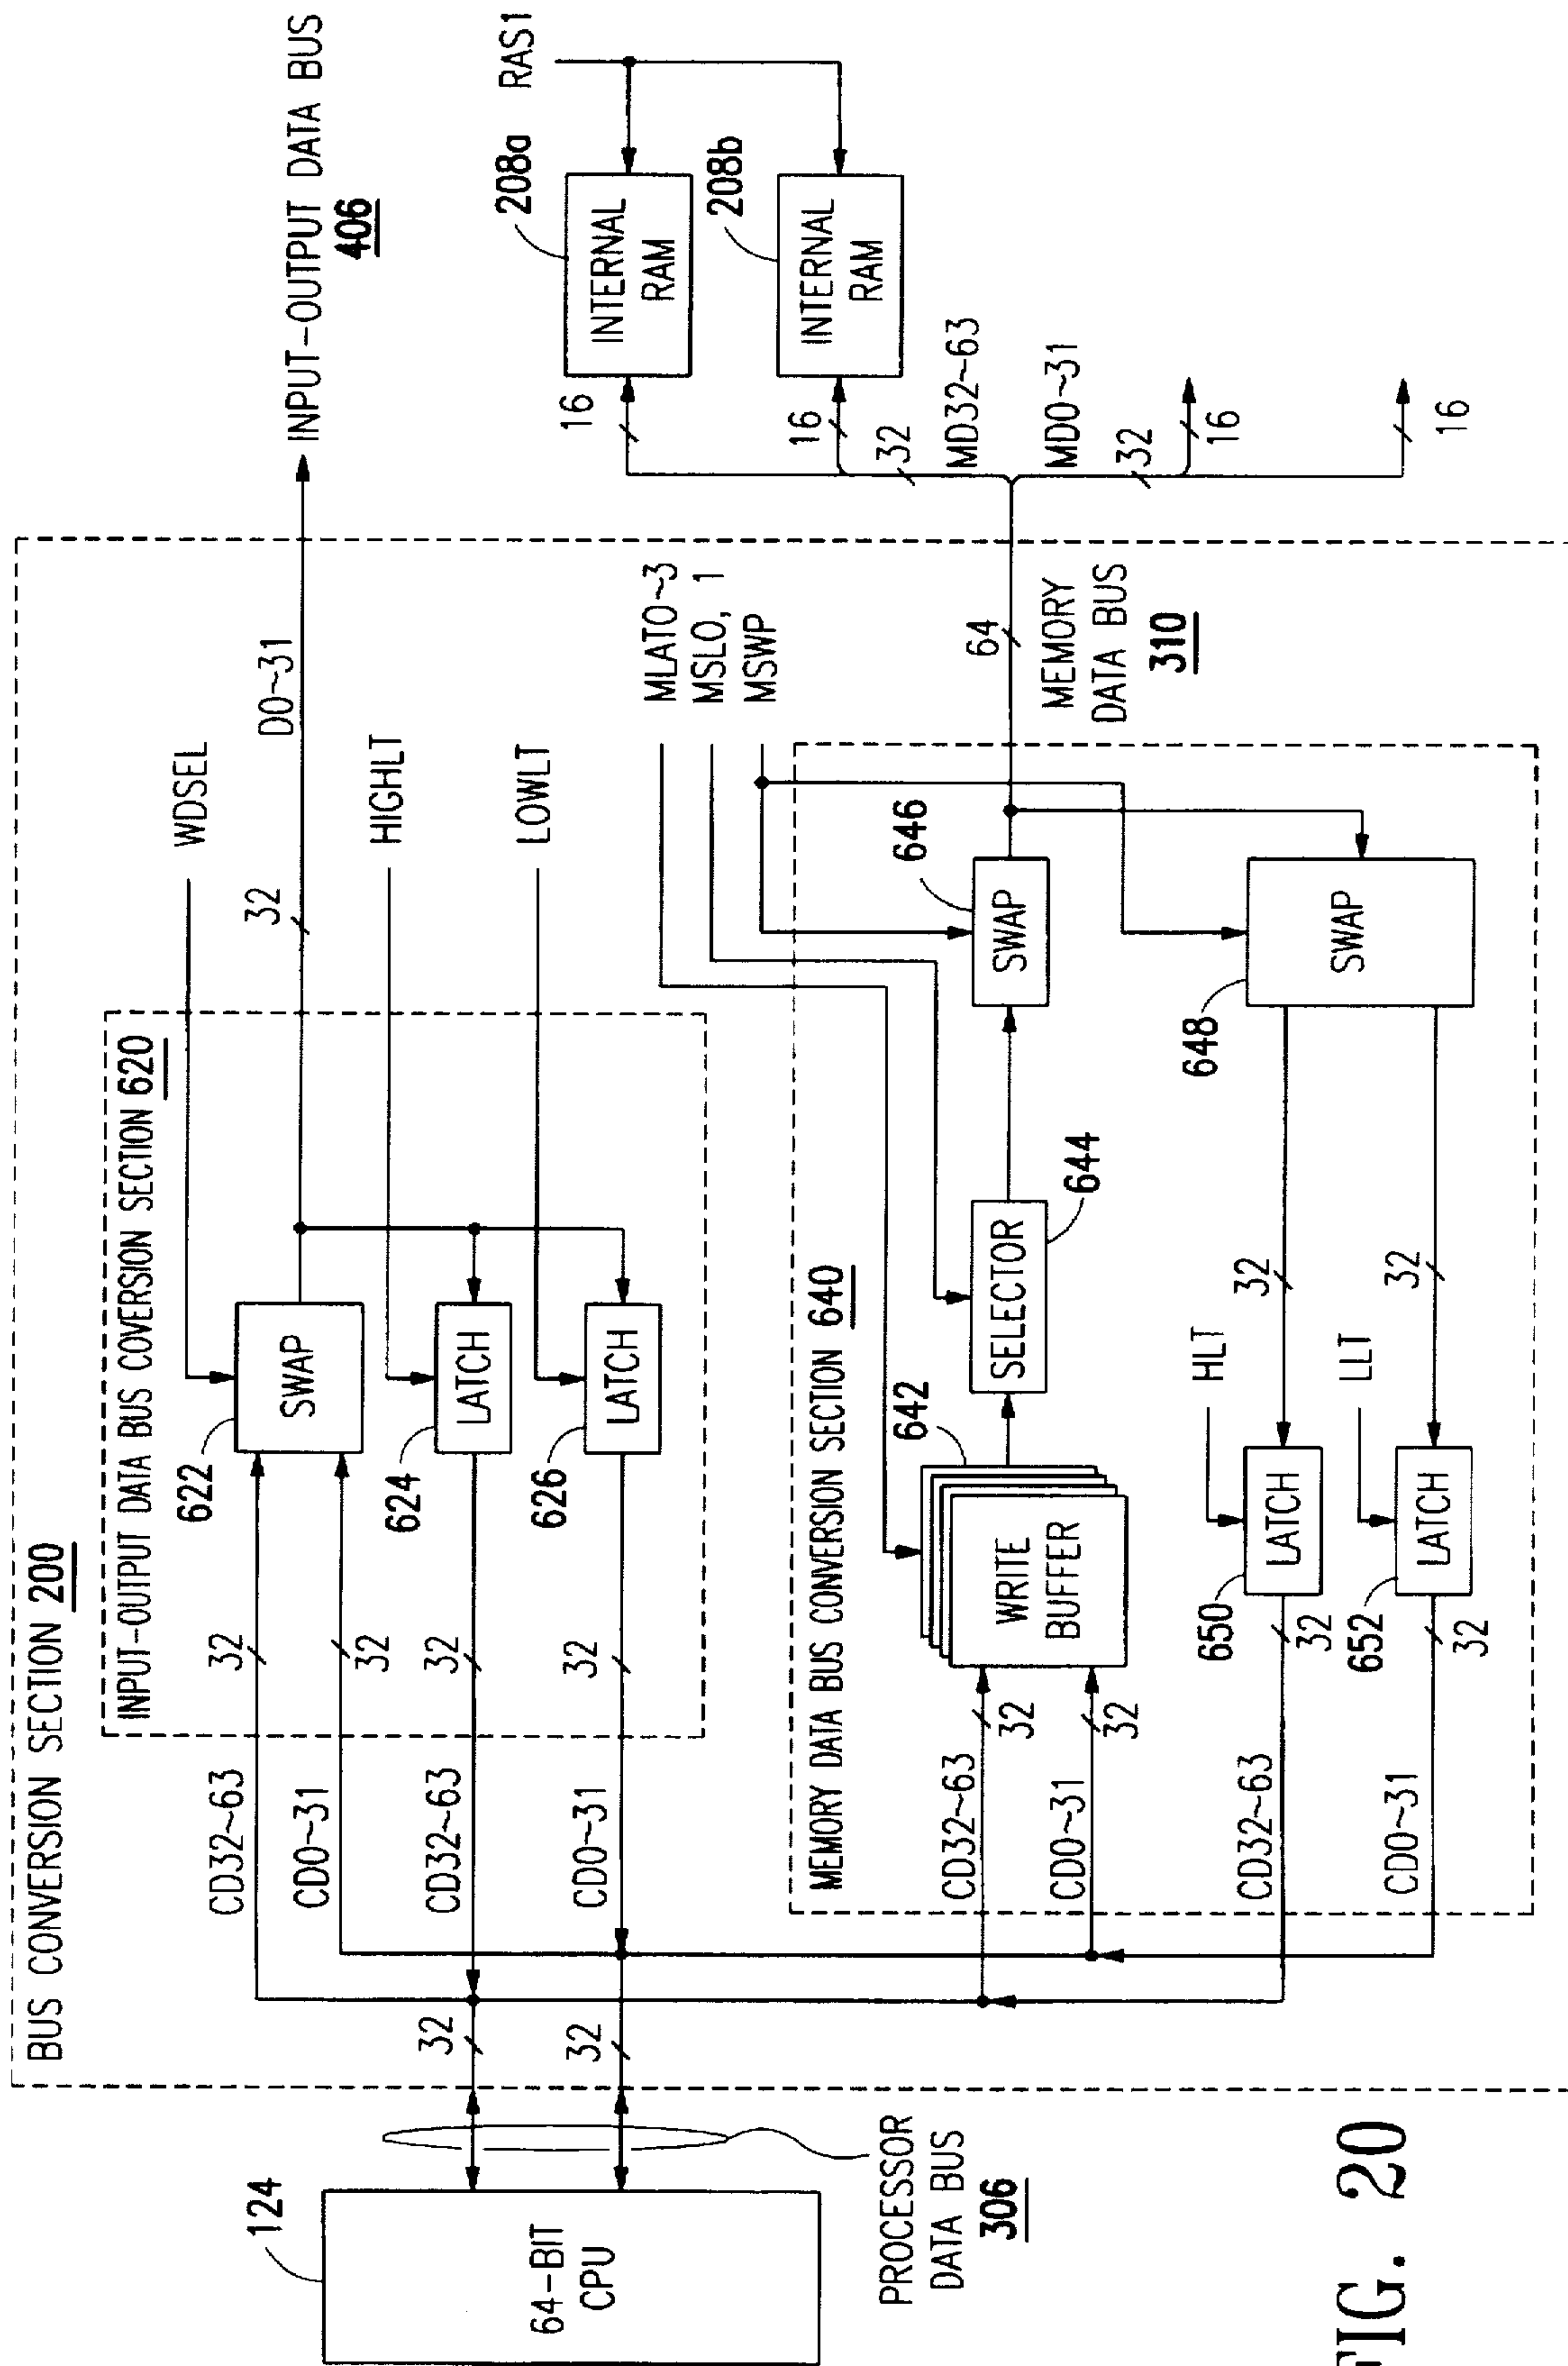 BUS CONVERSION SECTION 200
INPUT-OUTPUT DATA BUS COVERSION SECTION 620
WDSEL
HIGHLT
LOWLT
D0~31
32
INPUT-OUTPUT DATA BUS
406
622
SWAP
624
LATCH
626
LATCH
CD32~63
32
CD0~31
32
CD32~63
32
CD0~31
32
124
64-BIT
CPU
32
32
PROCESSOR
DATA BUS
306
MEMORY DATA BUS CONVERSION SECTION 640
MLAT0~3
MSL0, 1
MSWP
642
WRITE
BUFFER
SELECTOR
644
646
SWAP
648
SWAP
CD32~63
32
CD0~31
32
HLT
650
LATCH
32
32
LLT
652
LATCH
32
32
CD32~63
CD0~31
64
MEMORY
DATA BUS
310
208a
RAS1
INTERNAL
RAM
208b
INTERNAL
RAM
16
16
32
MD32~63
MD0~31
32
16
16
FIG. 20